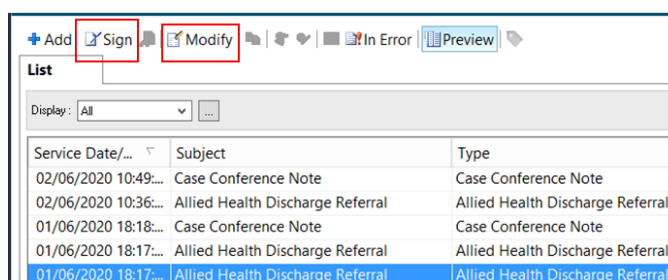 Add Sign Modify In Error Preview
List
Display : All ...
Service Date/... Subject Type
02/06/2020 10:49:... Case Conference Note Case Conference Note
02/06/2020 10:36:... Allied Health Discharge Referral Allied Health Discharge Referral
01/06/2020 18:18:... Case Conference Note Case Conference Note
01/06/2020 18:17:... Allied Health Discharge Referral Allied Health Discharge Referral
01/06/2020 18:17:... Allied Health Discharge Referral Allied Health Discharge Referral